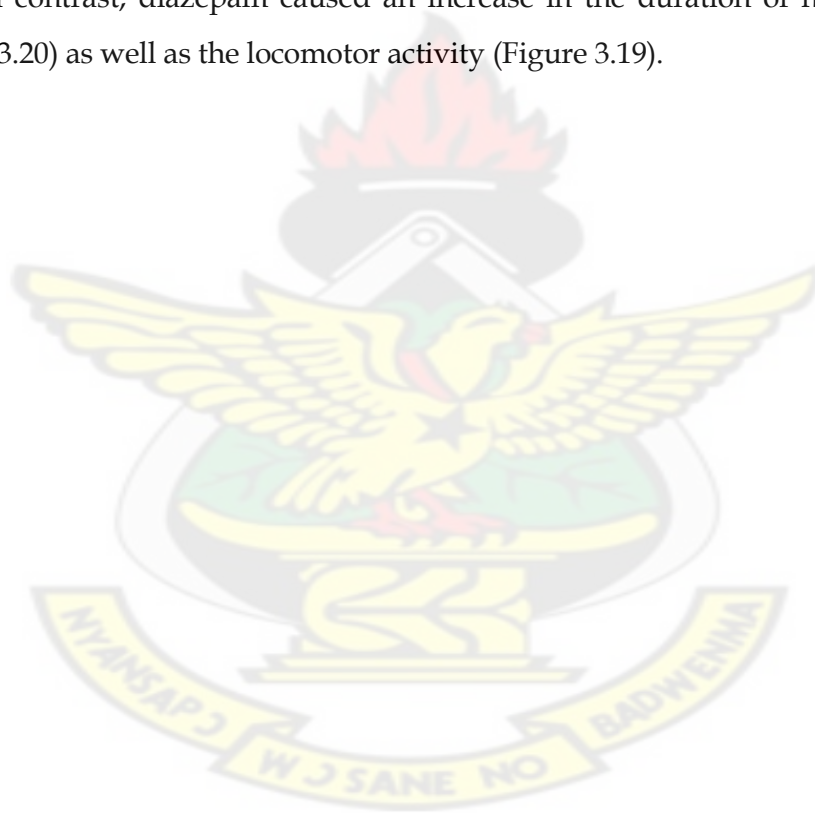 contrast, diazepam caused an increase in the duration of
3.20) as well as the locomotor activity (Figure 3.19).
NYANSAPƆ
WƆ SANE NO
BADWENMA